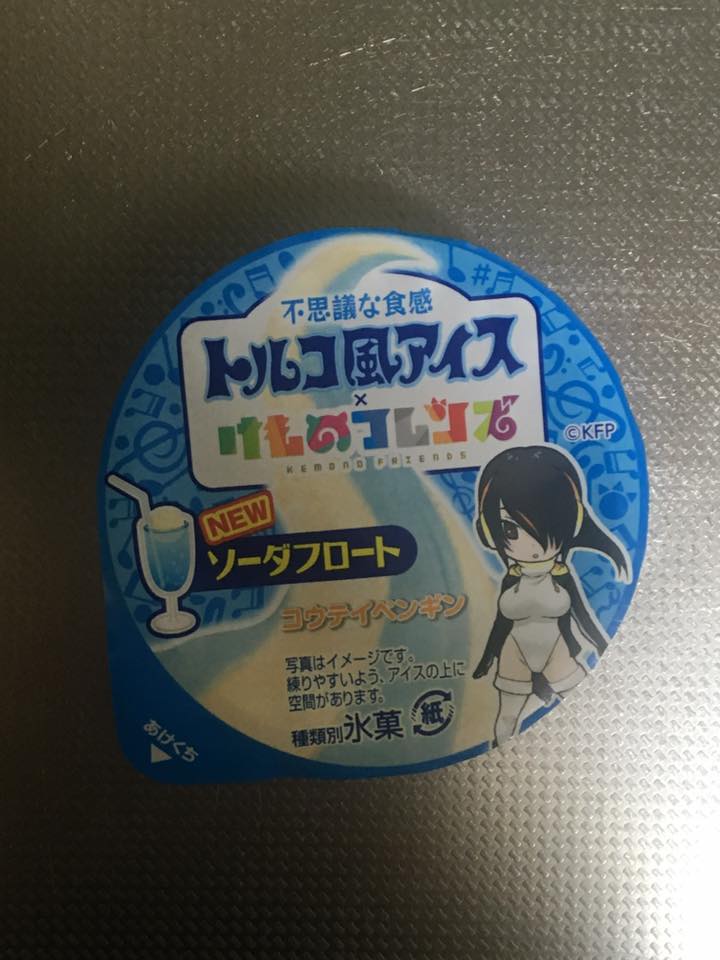 不思議な食感
トルコ風アイス
×
けものフレンズ
KEMONO FRIENDS
©KFP
NEW
ソーダフロート
コウテイペンギン
写真はイメージです。
練りやすいよう、アイスの上に
空間があります。
種類別氷菓 紙
あけくち